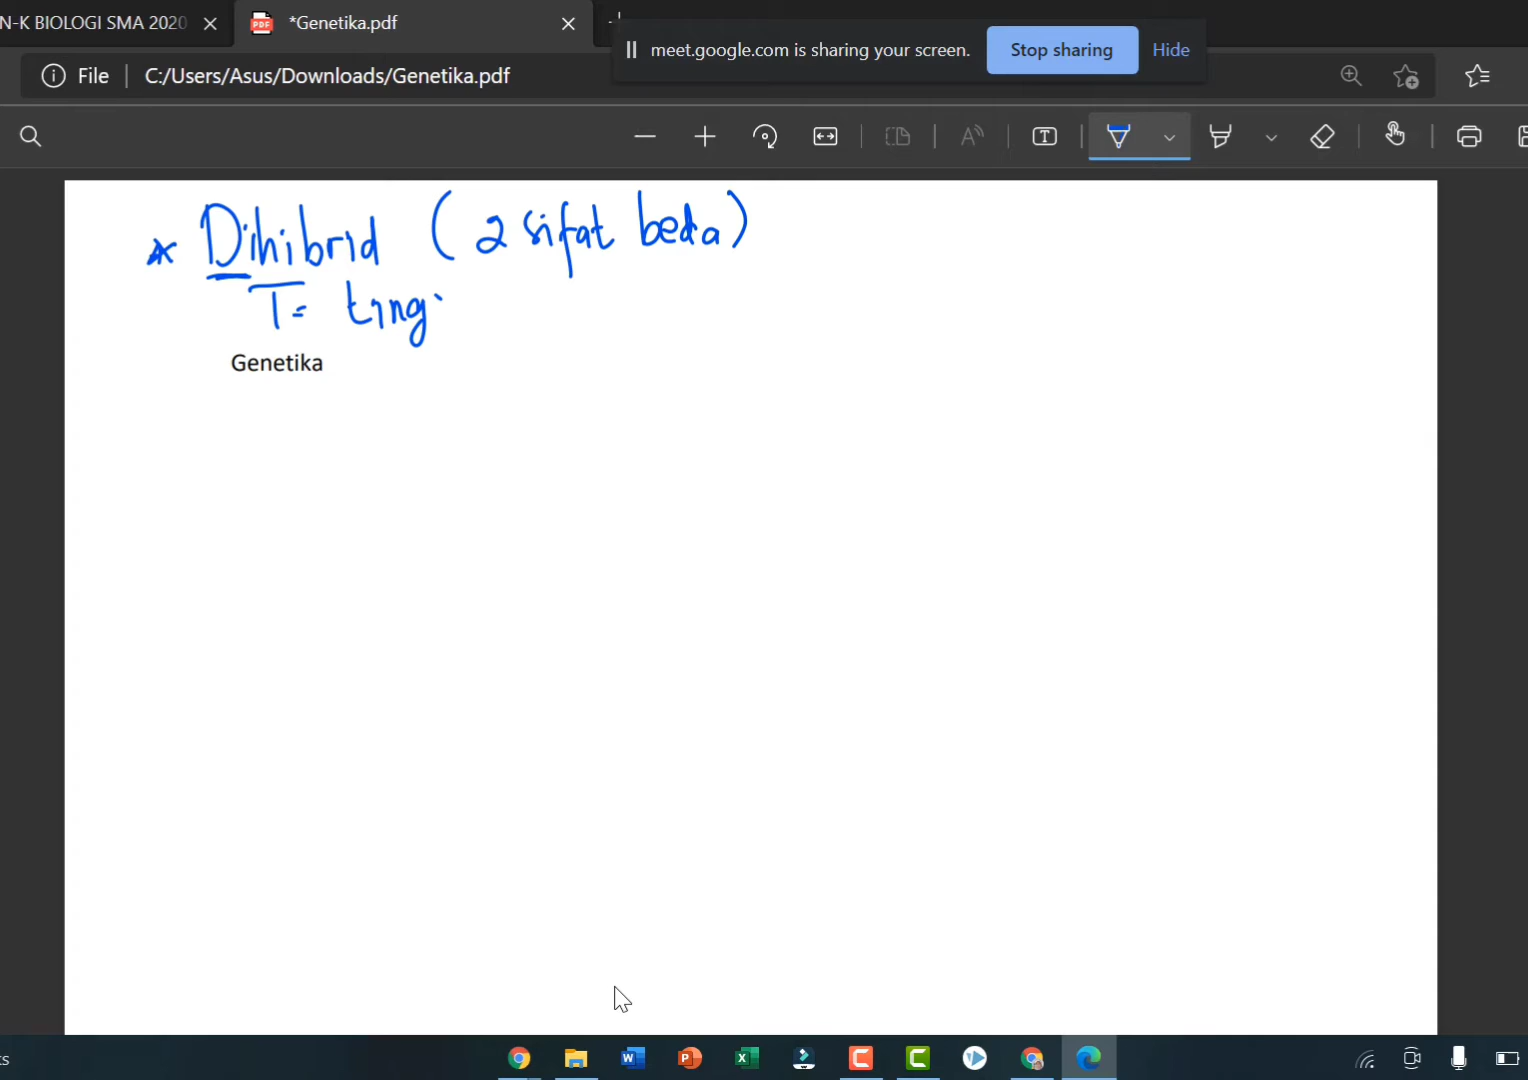 N-K BIOLOGI SMA 2020
*Genetika.pdf
meet.google.com is sharing your screen.
Stop sharing
Hide
File
C:/Users/Asus/Downloads/Genetika.pdf
* Dihibrid ( 2 sifat beda )
T = ting
Genetika